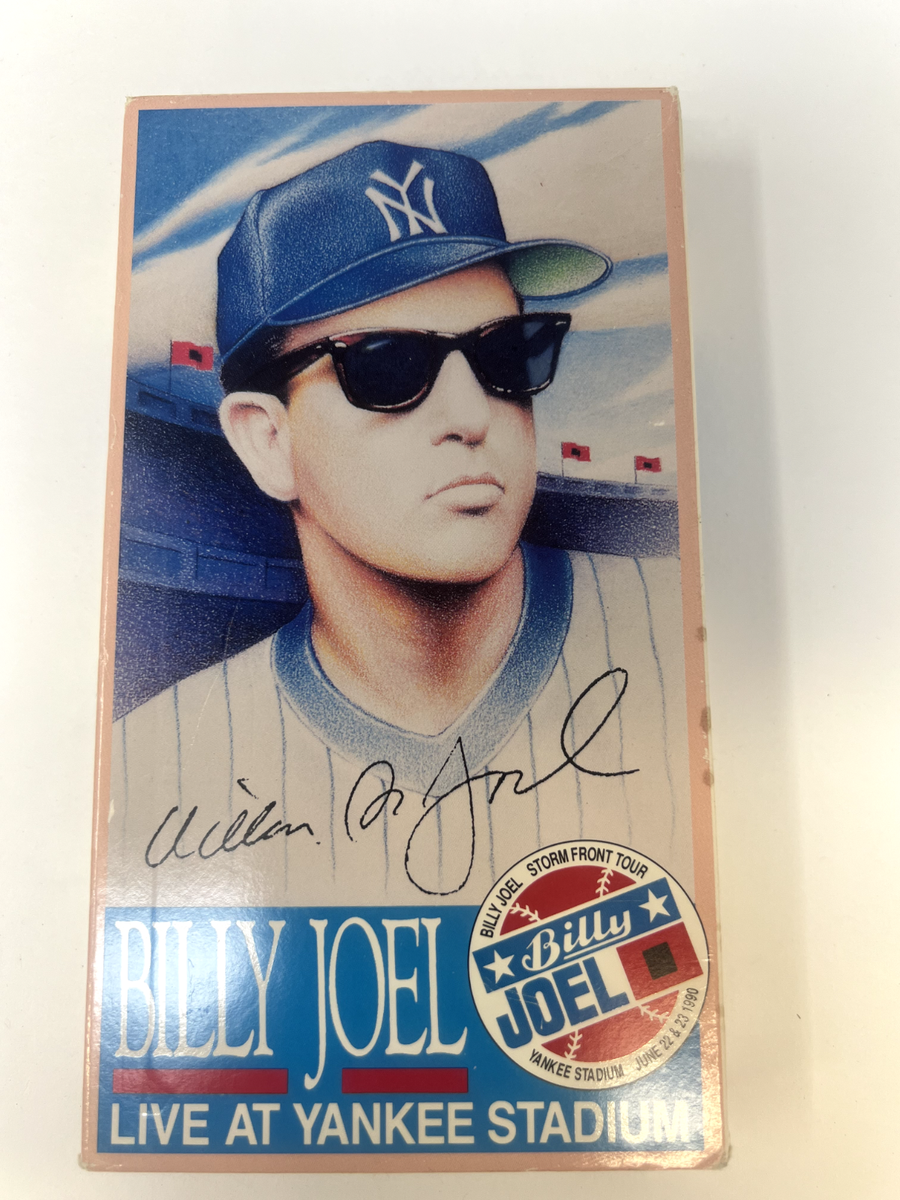 NY
William. M. Joel
BILLY JOEL STORM FRONT TOUR
Billy
JOEL
YANKEE STADIUM JUNE 22 & 23 1990
BILLY JOEL
LIVE AT YANKEE STADIUM